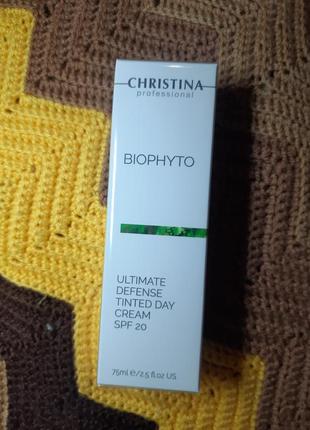 CHRISTINA
professional
BIOPHYTO
ULTIMATE
DEFENSE
TINTED DAY
CREAM
SPF 20
75ml ℮/2.5 fl.oz US